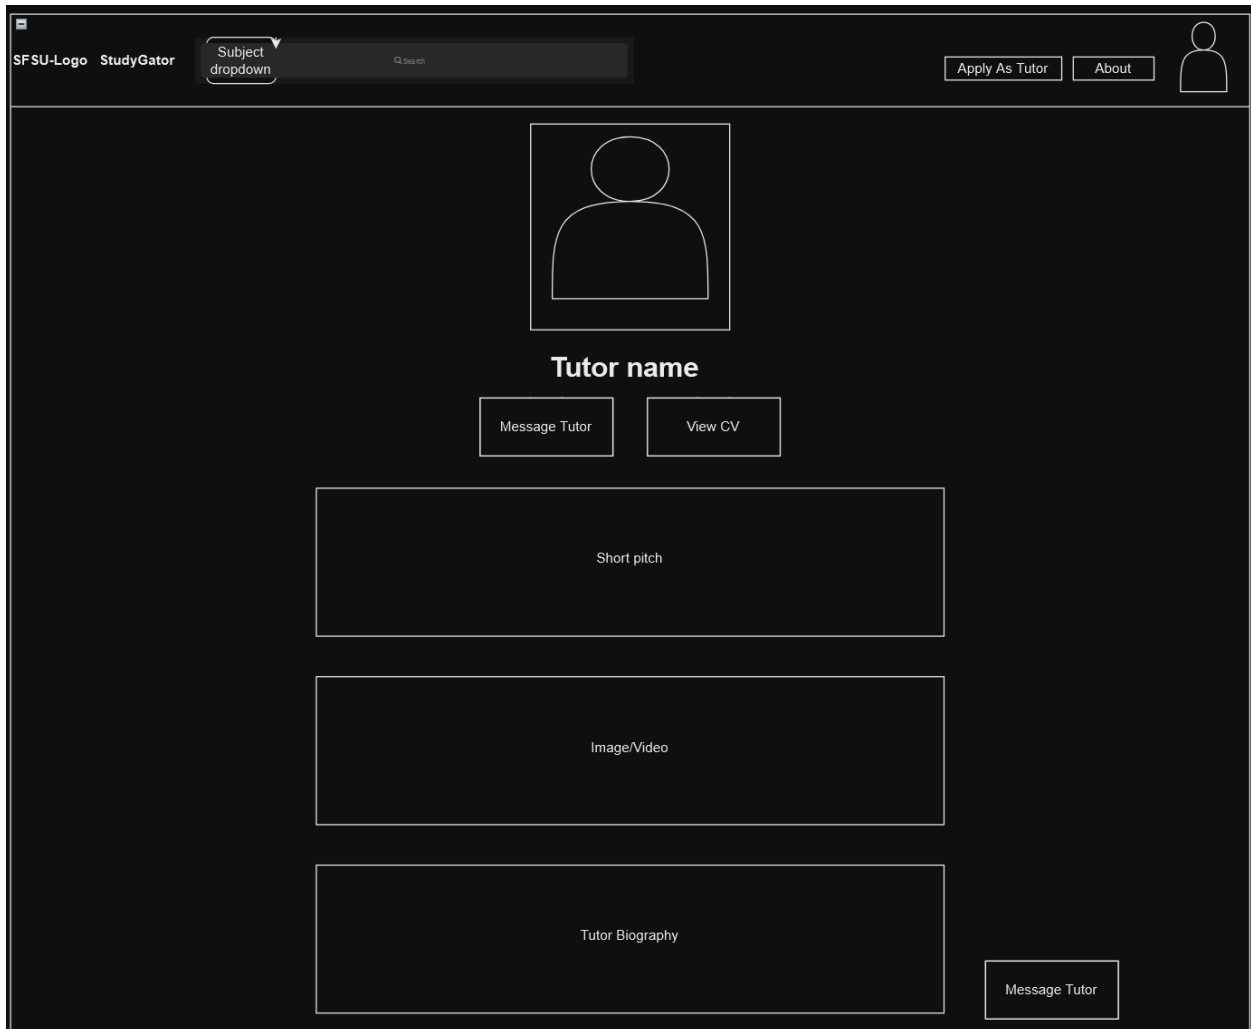 SFSU-Logo StudyGator
Subject
dropdown
Search
Apply As Tutor
About
Tutor name
Message Tutor
View CV
Short pitch
Image/Video
Tutor Biography
Message Tutor